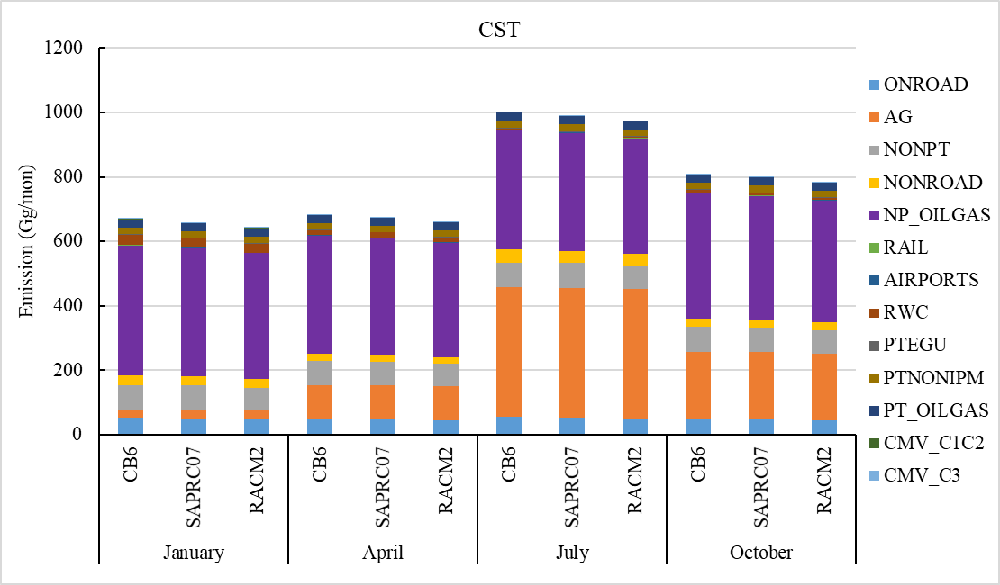 CST
Emission (Gg/mon)
1200
1000
800
600
400
200
0
CB6
SAPRC07
RACM2
CB6
SAPRC07
RACM2
CB6
SAPRC07
RACM2
CB6
SAPRC07
RACM2
January
April
July
October
ONROAD
AG
NONPT
NONROAD
NP_OILGAS
RAIL
AIRPORTS
RWC
PTEGU
PTNONIPM
PT_OILGAS
CMV_C1C2
CMV_C3